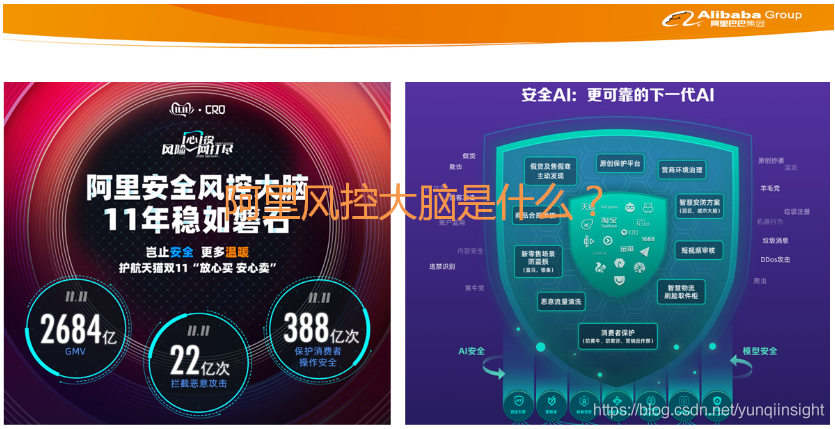 Alibaba Group
阿里巴巴集团
阿里风控大脑是什么？
11.11 · CRO
风险 心没 网打尽
阿里安全风控大脑
11年稳如磐石
岂止安全 更多温暖
护航天猫双11“放心买 安心卖”
11.11
2684亿
GMV
11.11
22亿次
拦截恶意攻击
11.11
388亿次
保护消费者
操作安全
安全AI：更可靠的下一代AI
假货
欺诈
内容安全
违禁识别
黄牛党
假货及售假商
主动发现
原创保护平台
营商环境治理
智慧安防方案
（园区、城市大脑）
新零售场景
防盗损
（盒马、银泰）
短视频审核
恶意流量清洗
智慧物流
刷脸取件柜
消费者保护
（防黄牛、防欺诈、营销反作弊）
天猫
淘宝
Taobao
1688
原创抄袭
羊毛党
垃圾注册
机器行为
垃圾消息
DDos攻击
爬虫
AI安全
模型安全
https://blog.csdn.net/yunqiinsight